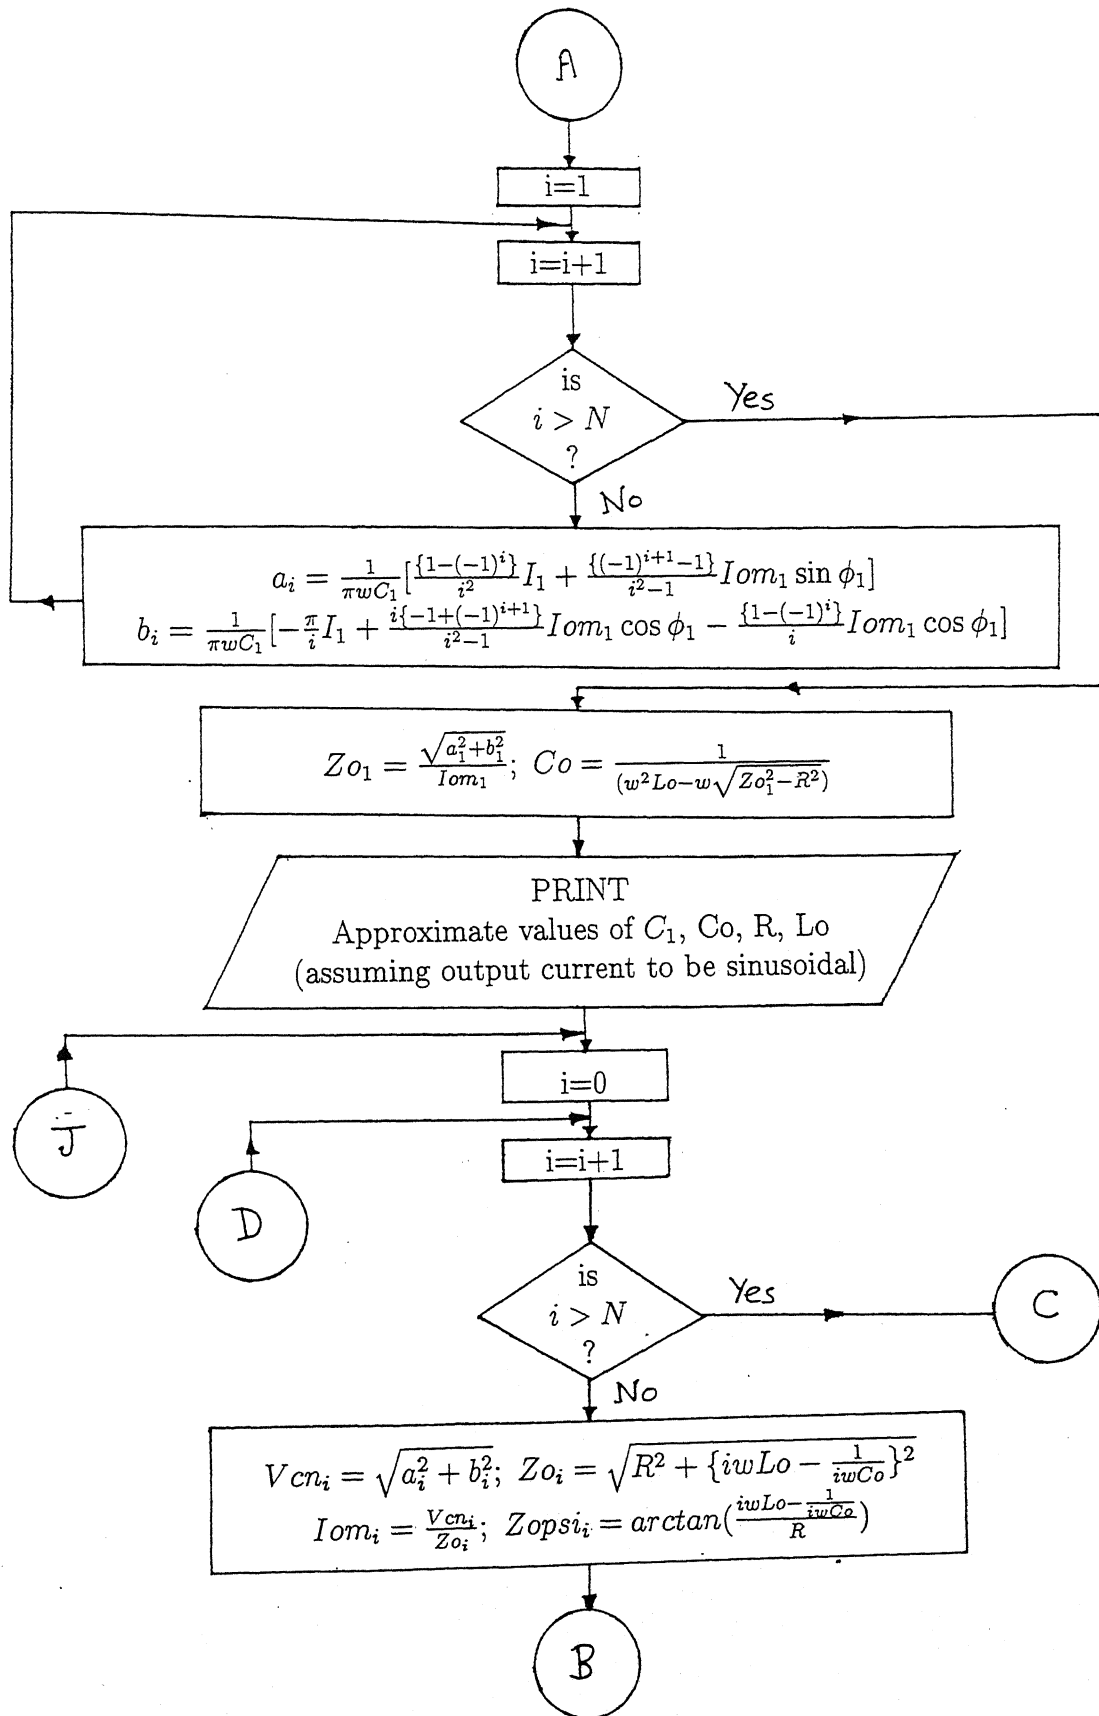 A
i=1
i=i+1
is
i > N
?
Yes
No
a_i = \frac{1}{\pi w C_1}[\frac{\{1-(-1)^i\}}{i^2} I_1 + \frac{\{(-1)^{i+1}-1\}}{i^2-1} Iom_1 \sin \phi_1]
b_i = \frac{1}{\pi w C_1}[-\frac{\pi}{i} I_1 + \frac{i\{-1+(-1)^{i+1}\}}{i^2-1} Iom_1 \cos \phi_1 - \frac{\{1-(-1)^i\}}{i} Iom_1 \cos \phi_1]
Zo_1 = \frac{\sqrt{a_1^2+b_1^2}}{Iom_1}; Co = \frac{1}{(w^2 Lo - w\sqrt{Zo_1^2-R^2})}
PRINT
Approximate values of C_1, Co, R, Lo
(assuming output current to be sinusoidal)
J
i=0
D
i=i+1
is
i > N
?
Yes
C
No
Vcn_i = \sqrt{a_i^2 + b_i^2}; Zo_i = \sqrt{R^2 + \{iwLo - \frac{1}{iwCo}\}^2}
Iom_i = \frac{Vcn_i}{Zo_i}; Zopsi_i = arctan(\frac{iwLo - \frac{1}{iwCo}}{R})
B